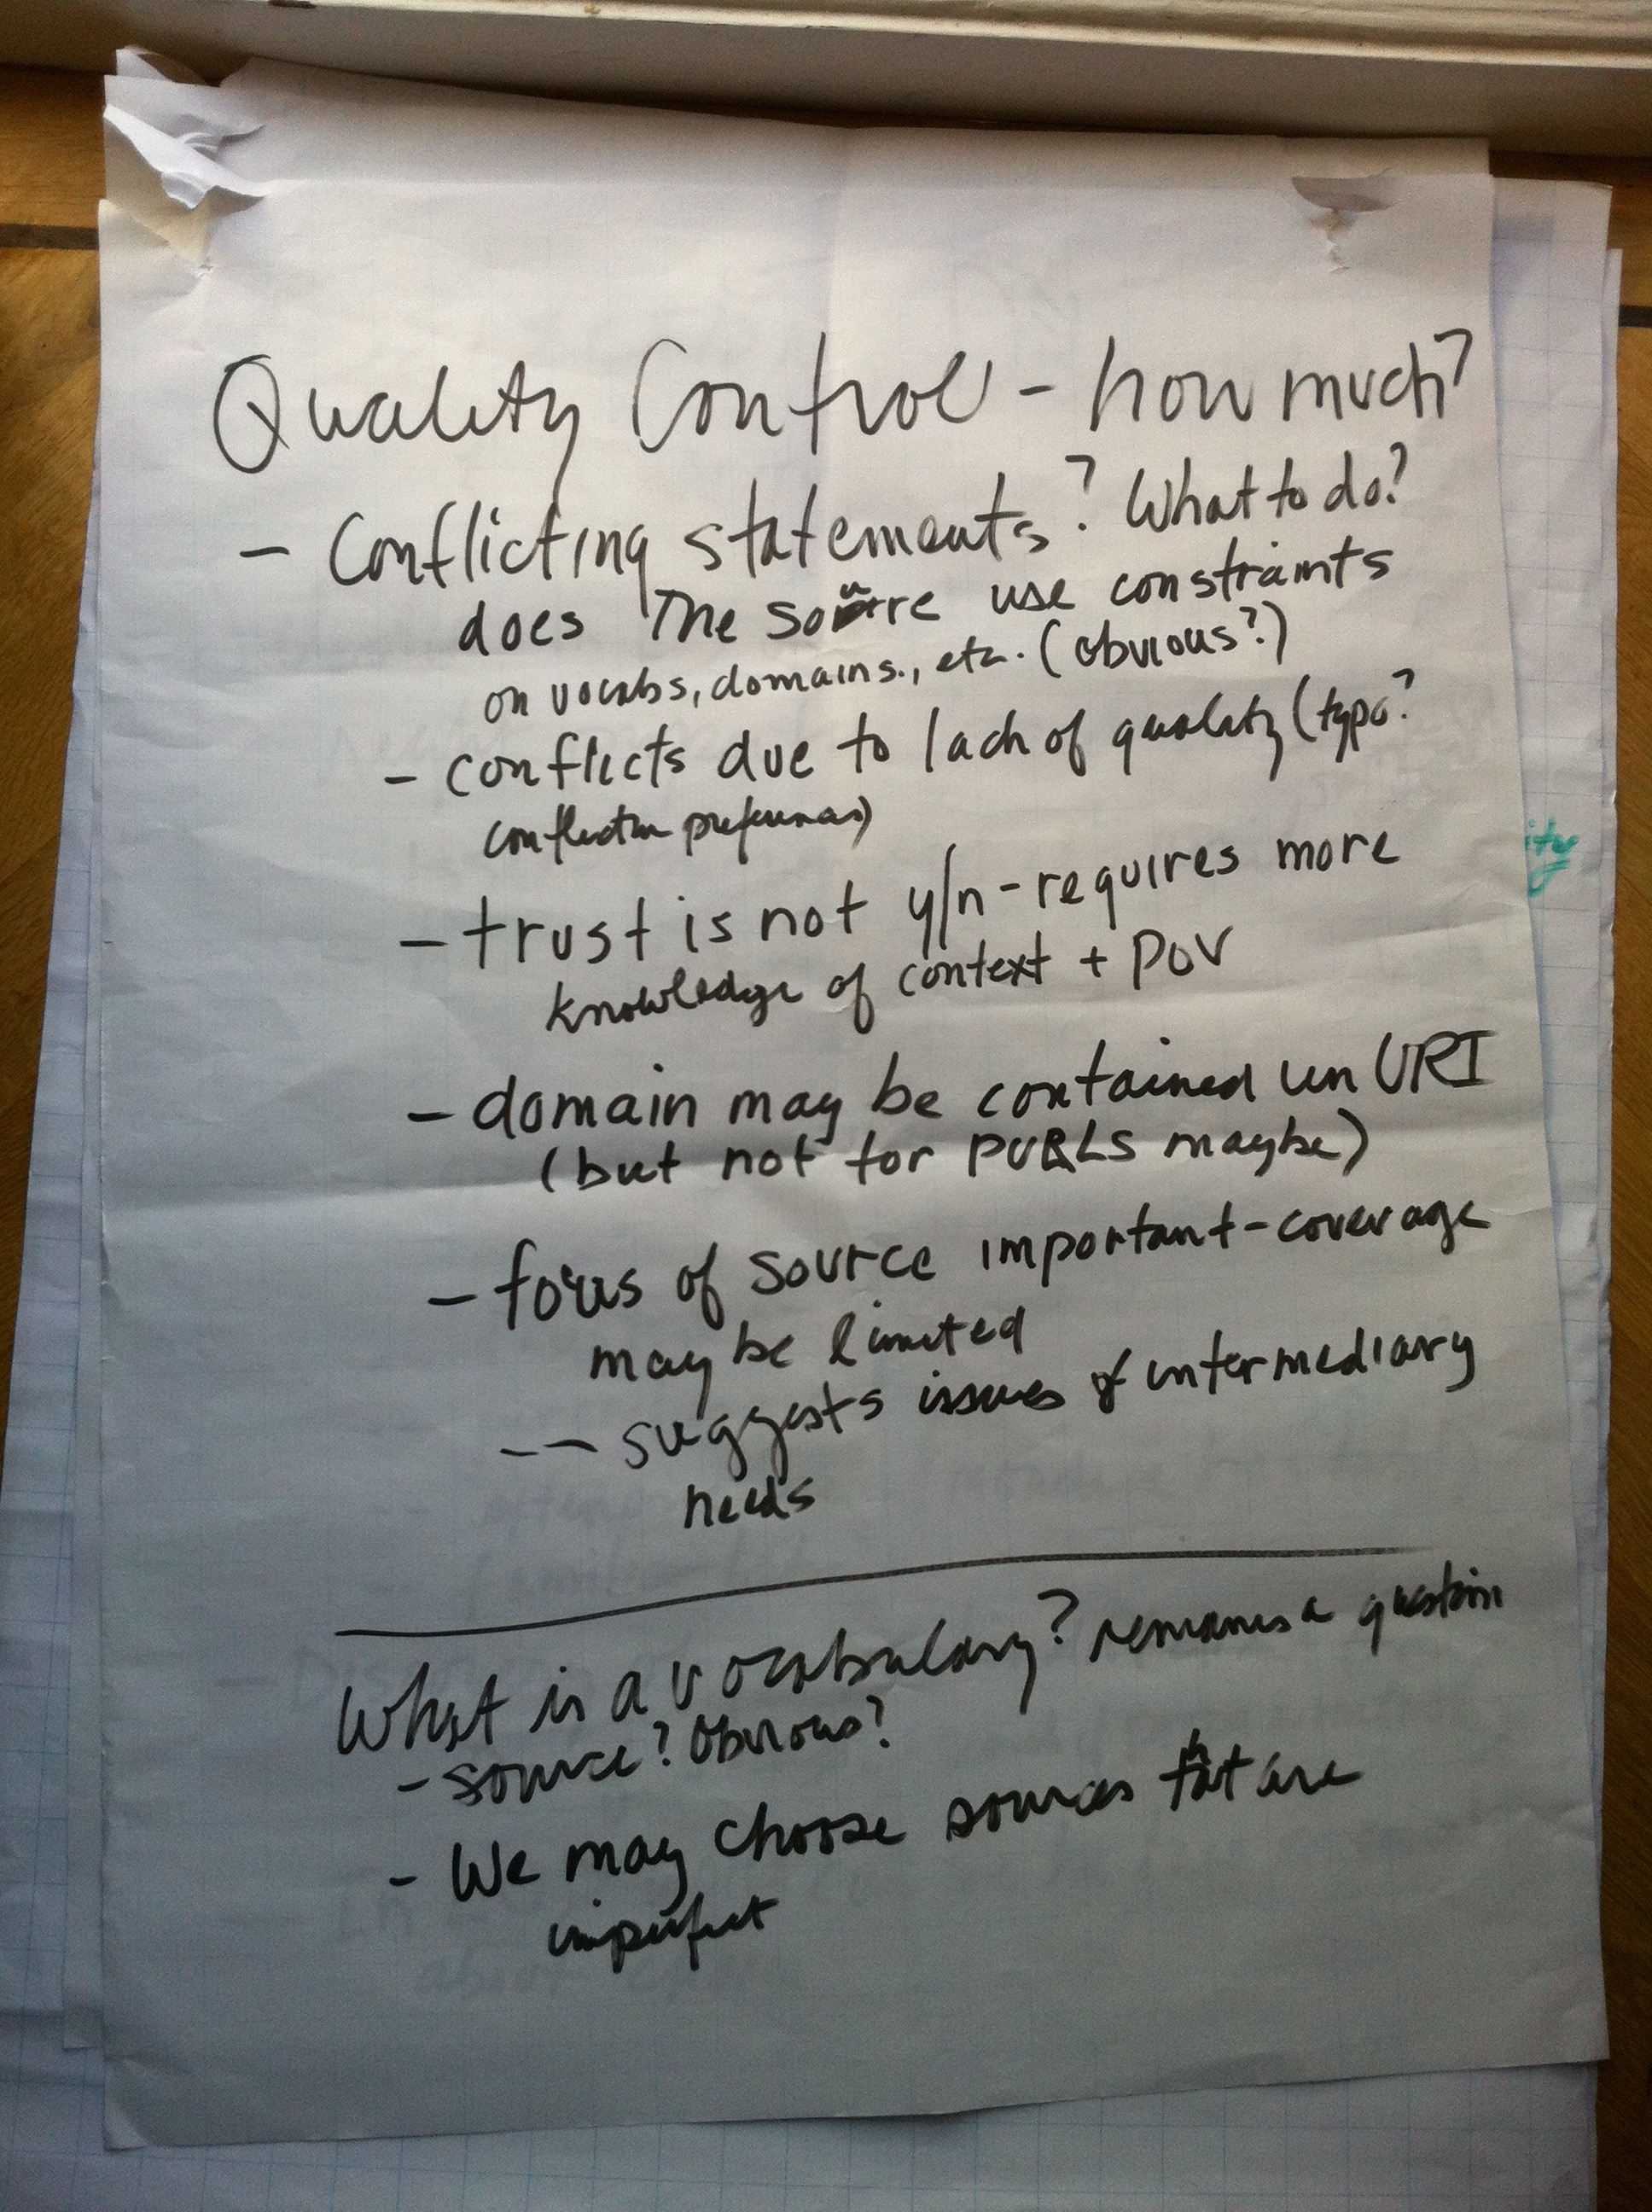 Quality Control - how much?
- Conflicting statements? What to do?
does the source use constraints
on vocabs, domains., etc. (obvious?)
- conflicts due to lack of quality (typo?
conflicting preferences)
- trust is not y/n - requires more
knowledge of context + POV
- domain may be contained in URI
(but not for PURLS maybe)
- focus of source important - coverage
may be limited
-- suggests issues of intermediary
needs
What is a vocabulary? remains a question
- source? Obvious?
- We may choose sources that are
imperfect